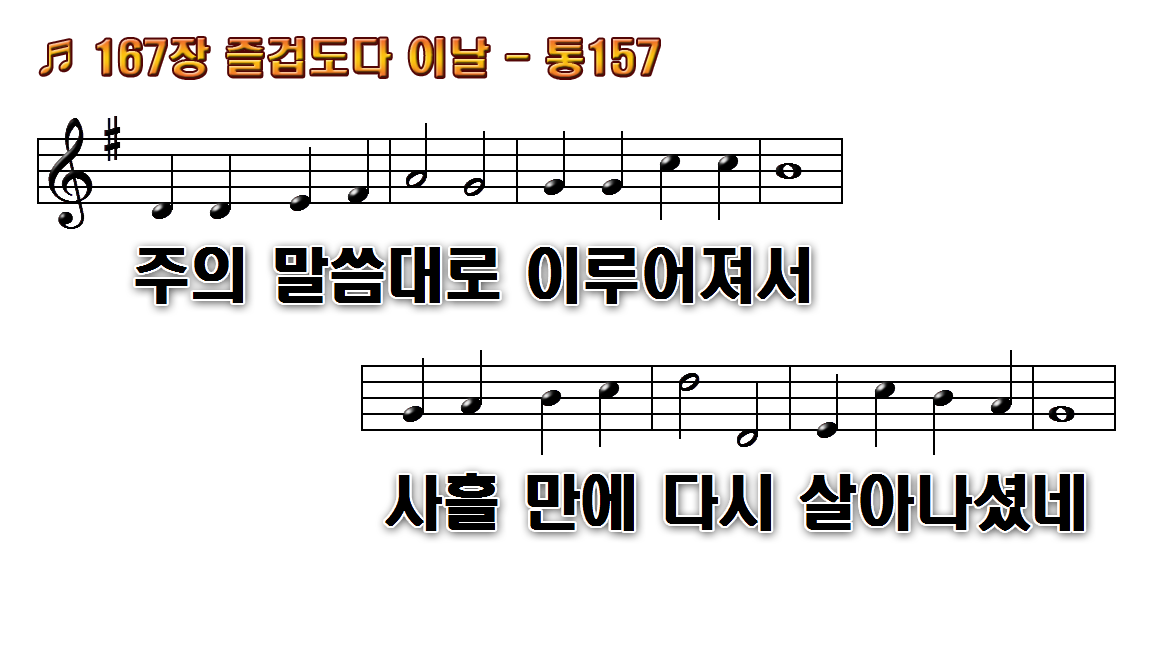 ♬ 167장 즐겁도다 이날 - 통157
주의 말씀대로 이루어져서
사흘 만에 다시 살아나셨네